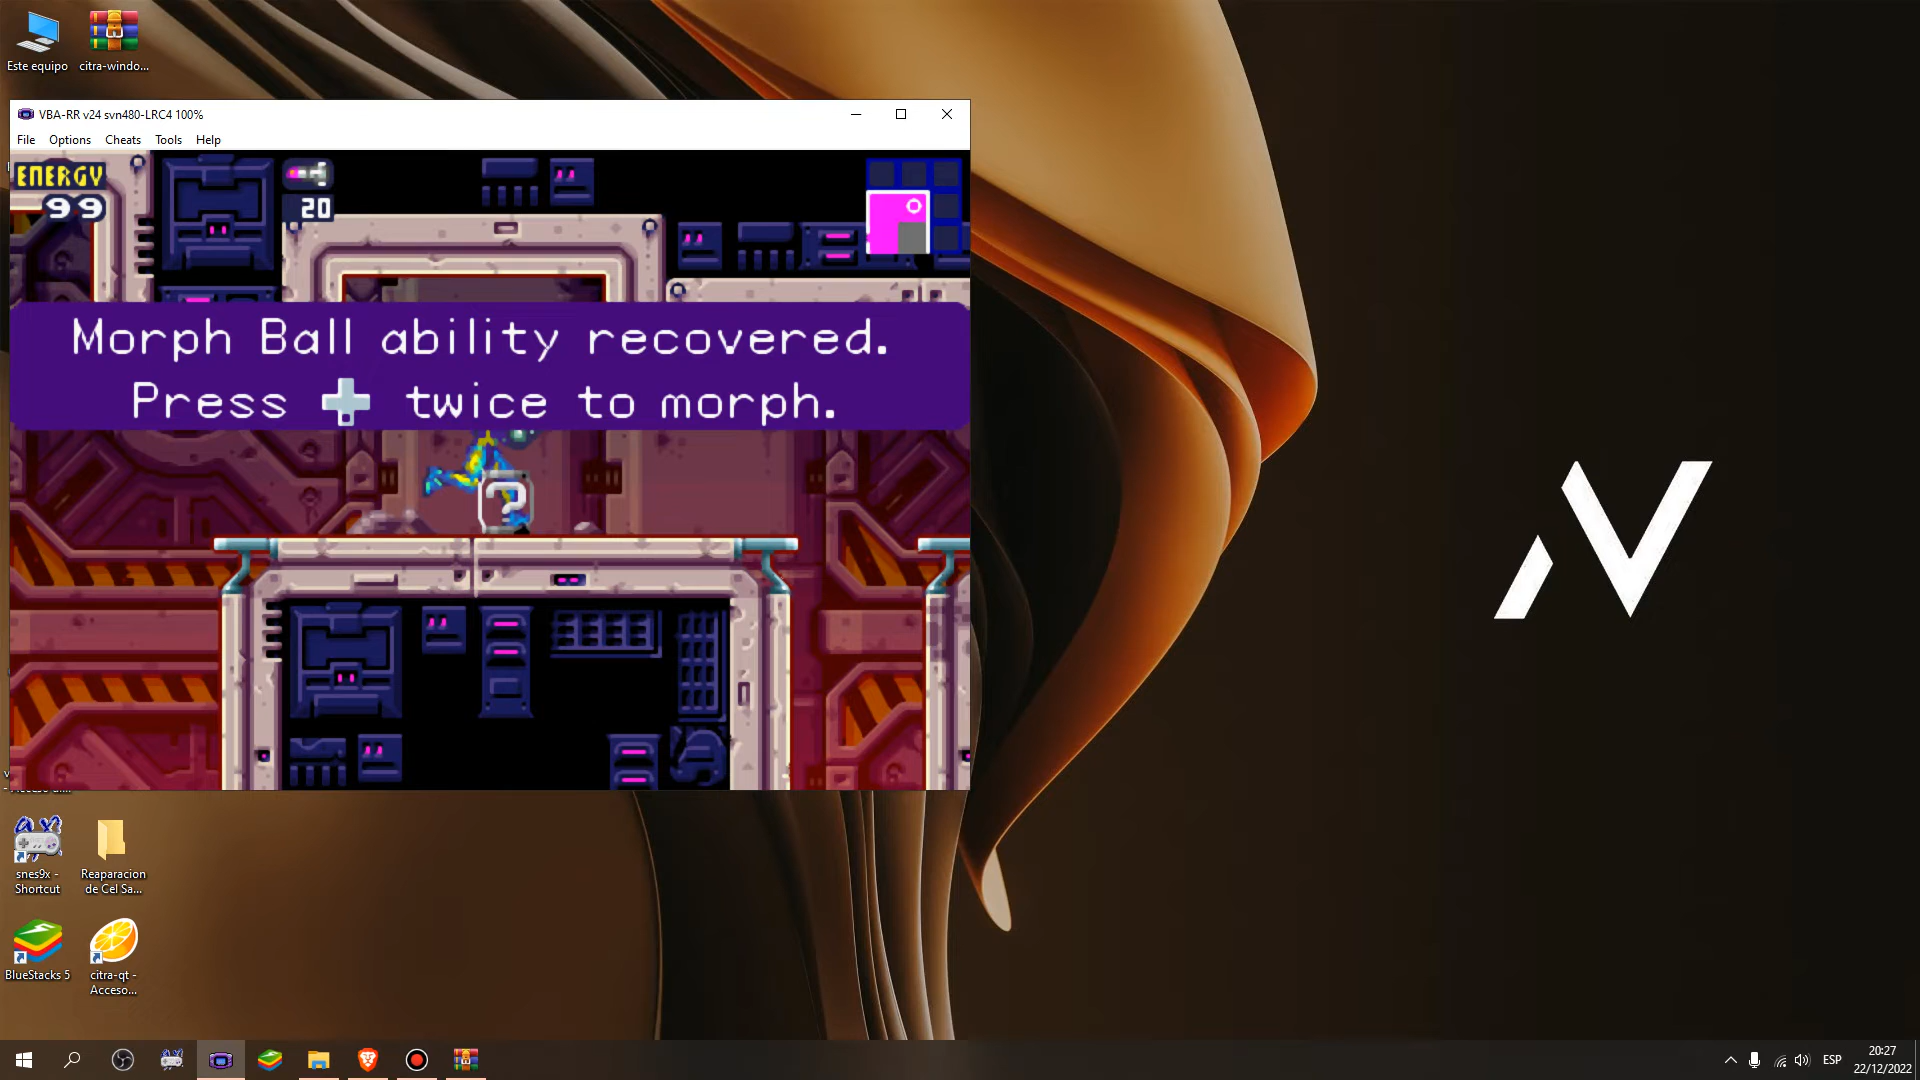 Este equipo
citra-windo...
VBA-RR v24 svn480-LRC4 100%
File Options Cheats Tools Help
ENERGY
99
20
Morph Ball ability recovered.
Press twice to morph.
?
snes9x -
Shortcut
Reaparacion
de Cel Sa...
BlueStacks 5
citra-qt -
Acceso...
ESP
20:27
22/12/2022